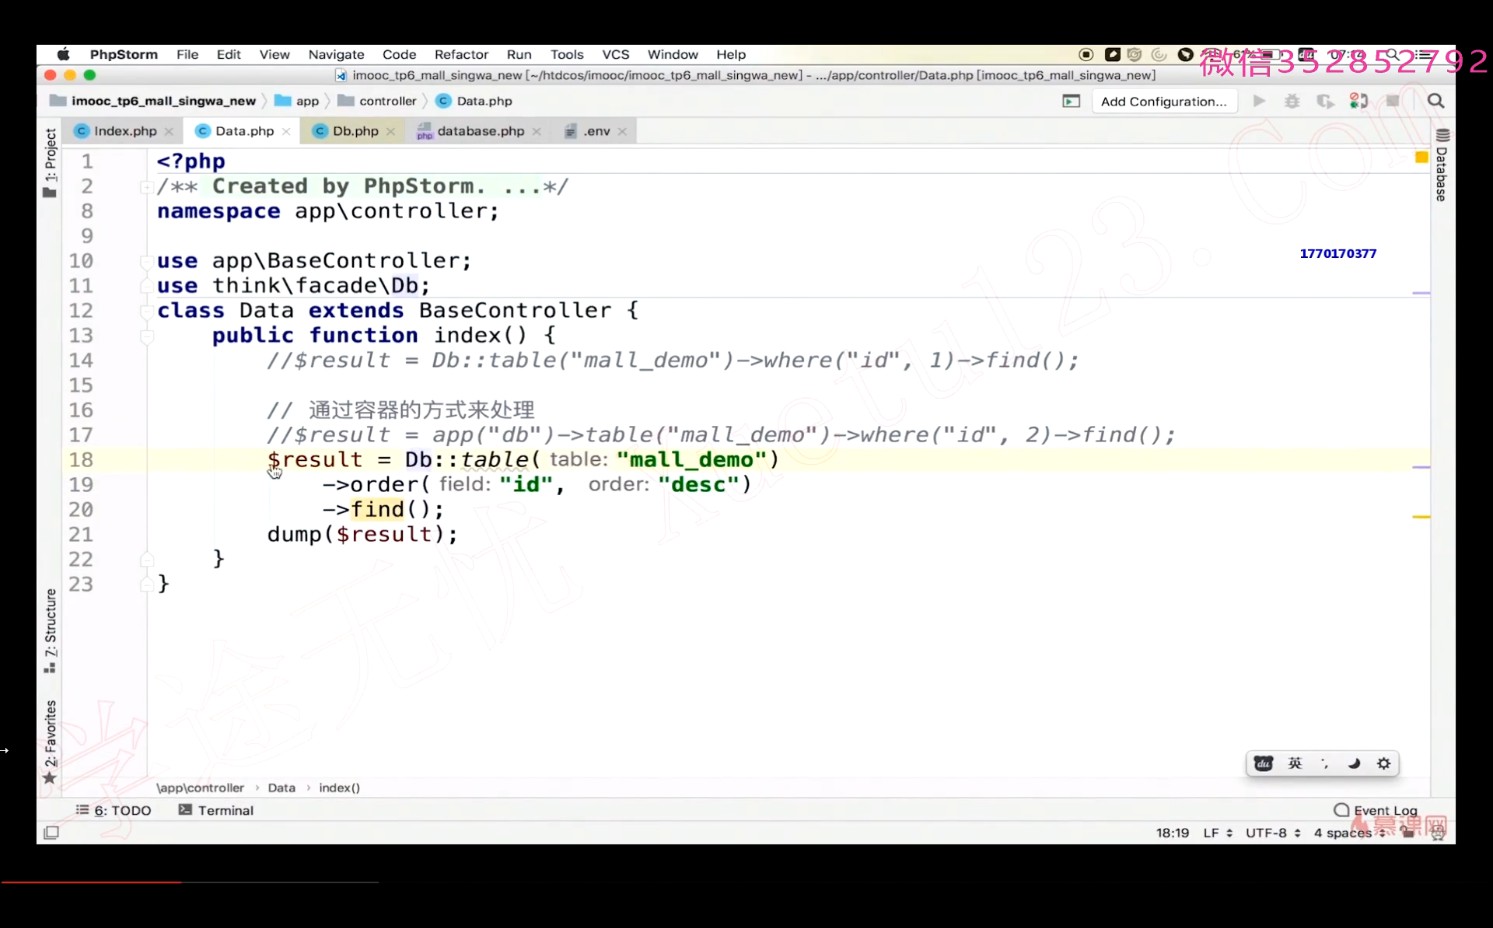 PhpStorm File Edit View Navigate Code Refactor Run Tools VCS Window Help
微信352852792
imooc_tp6_mall_singwa_new [~/htdcos/imooc/imooc_tp6_mall_singwa_new] - .../app/controller/Data.php [imooc_tp6_mall_singwa_new]
imooc_tp6_mall_singwa_new app controller Data.php Add Configuration...
Index.php Data.php Db.php database.php .env
1: Project
Database
1 <?php
2 /** Created by PhpStorm. ...*/
8 namespace app\controller;
9
1770170377
10 use app\BaseController;
11 use think\facade\Db;
12 class Data extends BaseController {
13 public function index() {
14 //$result = Db::table("mall_demo")->where("id", 1)->find();
15
16 // 通过容器的方式来处理
17 //$result = app("db")->table("mall_demo")->where("id", 2)->find();
18 $result = Db::table( table: "mall_demo")
19 ->order( field: "id", order: "desc")
20 ->find();
21 dump($result);
22 }
23 }
7: Structure
2: Favorites
du 英
\app\controller › Data › index()
6: TODO Terminal Event Log
慕课网
18:19 LF UTF-8 4 spaces